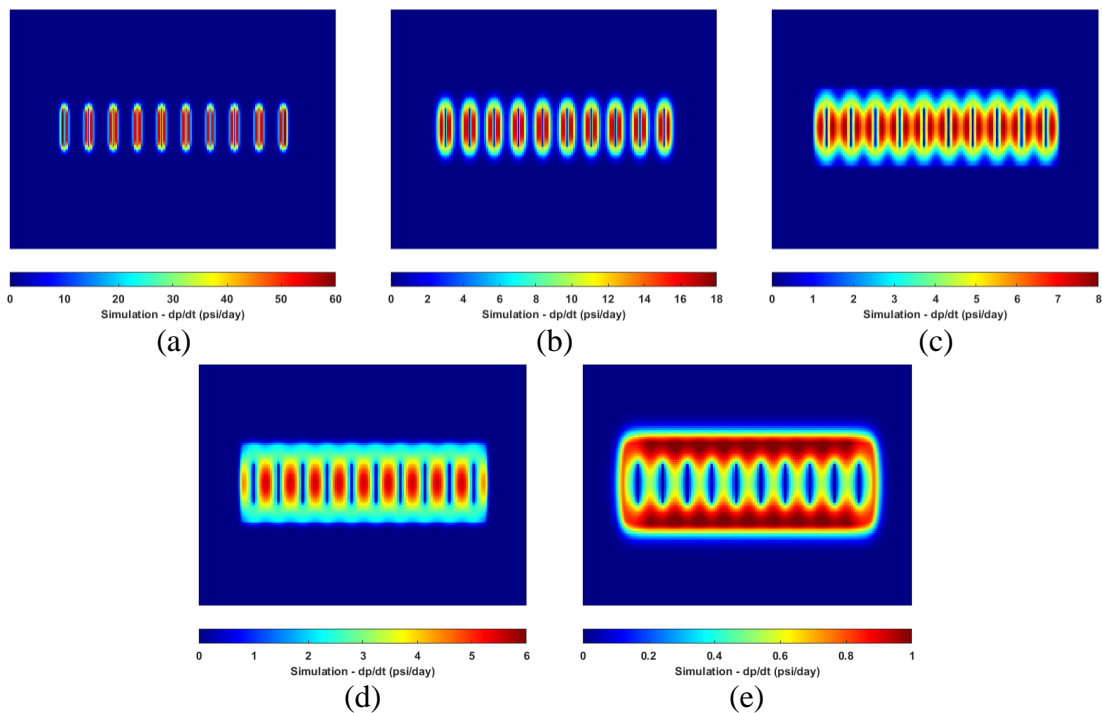 0 10 20 30 40 50 60
Simulation - dp/dt (psi/day)
(a)
0 2 4 6 8 10 12 14 16 18
Simulation - dp/dt (psi/day)
(b)
0 1 2 3 4 5 6 7 8
Simulation - dp/dt (psi/day)
(c)
0 1 2 3 4 5 6
Simulation - dp/dt (psi/day)
(d)
0 0.2 0.4 0.6 0.8 1
Simulation - dp/dt (psi/day)
(e)